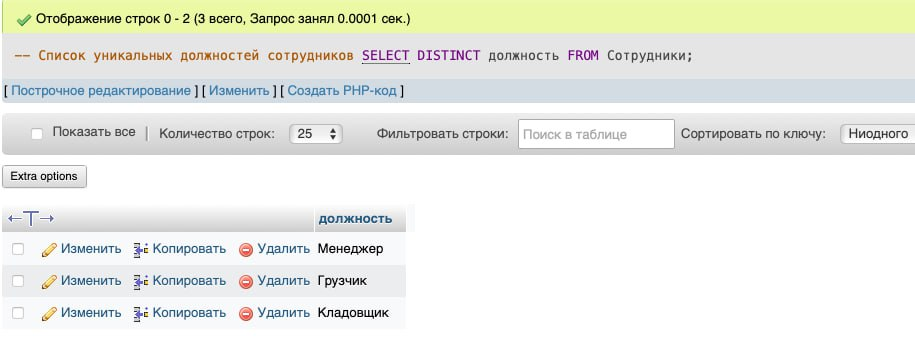 Отображение строк 0 - 2 (3 всего, Запрос занял 0.0001 сек.)
-- Список уникальных должностей сотрудников SELECT DISTINCT должность FROM Сотрудники;
[ Построчное редактирование ] [ Изменить ] [ Создать PHP-код ]
Показать все | Количество строк: 25 Фильтровать строки: Поиск в таблице Сортировать по ключу: Ниодного
Extra options
←T→ должность
Изменить Копировать Удалить Менеджер
Изменить Копировать Удалить Грузчик
Изменить Копировать Удалить Кладовщик